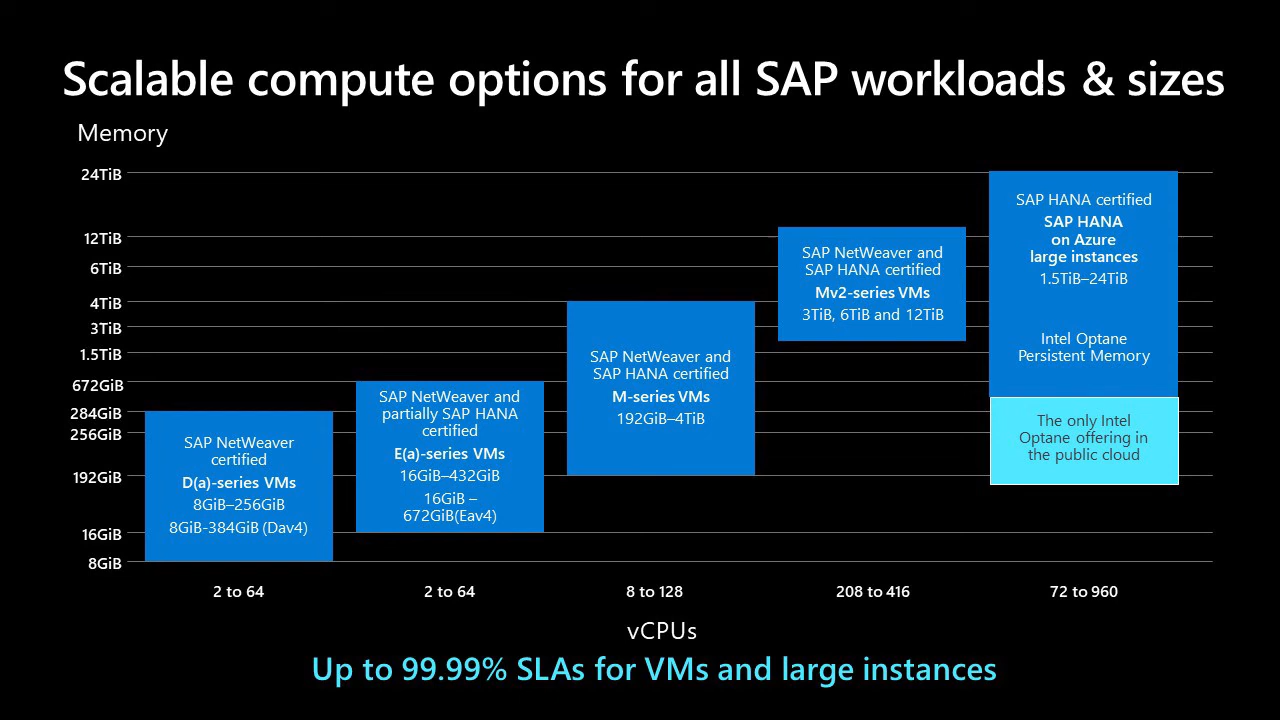 Scalable compute options for all SAP workloads & sizes
Memory
24TiB
12TiB
6TiB
4TiB
3TiB
1.5TiB
672GiB
284GiB
256GiB
192GiB
16GiB
8GiB
SAP NetWeaver
certified
D(a)-series VMs
8GiB–256GiB
8GiB-384GiB (Dav4)
SAP NetWeaver and
partially SAP HANA
certified
E(a)-series VMs
16GiB–432GiB
16GiB –
672GiB(Eav4)
SAP NetWeaver and
SAP HANA certified
M-series VMs
192GiB–4TiB
SAP NetWeaver and
SAP HANA certified
Mv2-series VMs
3TiB, 6TiB and 12TiB
SAP HANA certified
SAP HANA
on Azure
large instances
1.5TiB–24TiB
Intel Optane
Persistent Memory
The only Intel
Optane offering in
the public cloud
2 to 64
2 to 64
8 to 128
208 to 416
72 to 960
vCPUs
Up to 99.99% SLAs for VMs and large instances